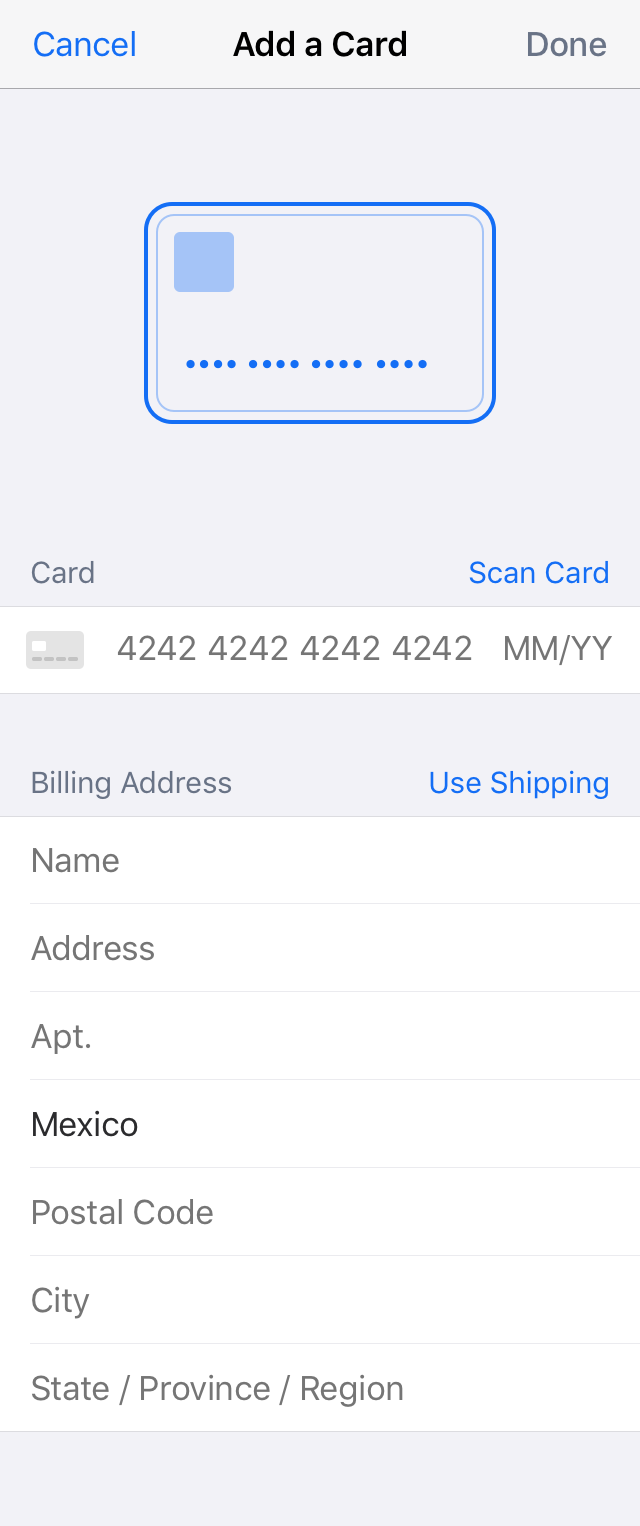 Cancel Add a Card Done
Card Scan Card
4242 4242 4242 4242 MM/YY
Billing Address Use Shipping
Name
Address
Apt.
Mexico
Postal Code
City
State / Province / Region